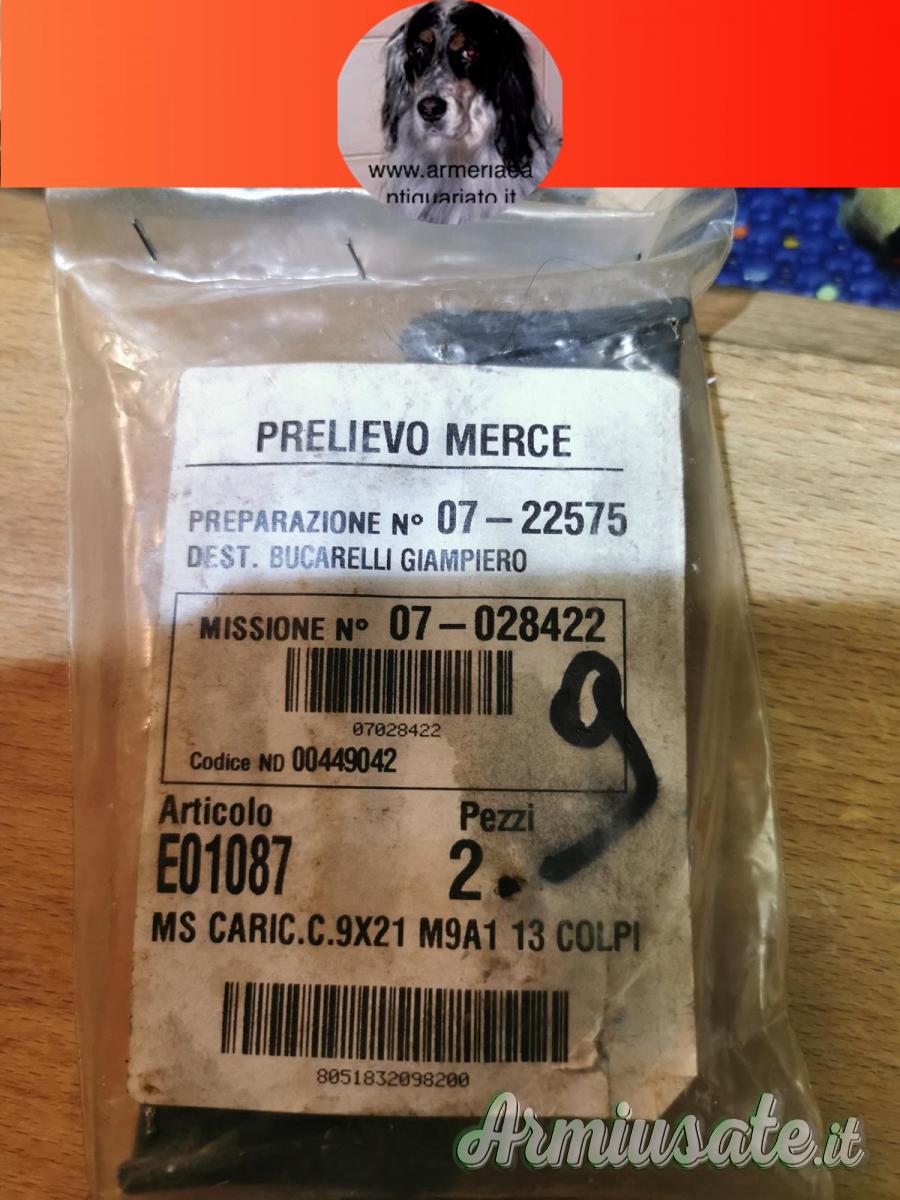 www.armeriaea
ntiquariato.it
PRELIEVO MERCE
PREPARAZIONE N° 07-22575
DEST. BUCARELLI GIAMPIERO
MISSIONE N° 07-028422
07028422
Codice ND 00449042
9
Articolo Pezzi
E01087 2.
MS CARIC.C.9X21 M9A1 13 COLPI
8051832098200
Armiusate.it